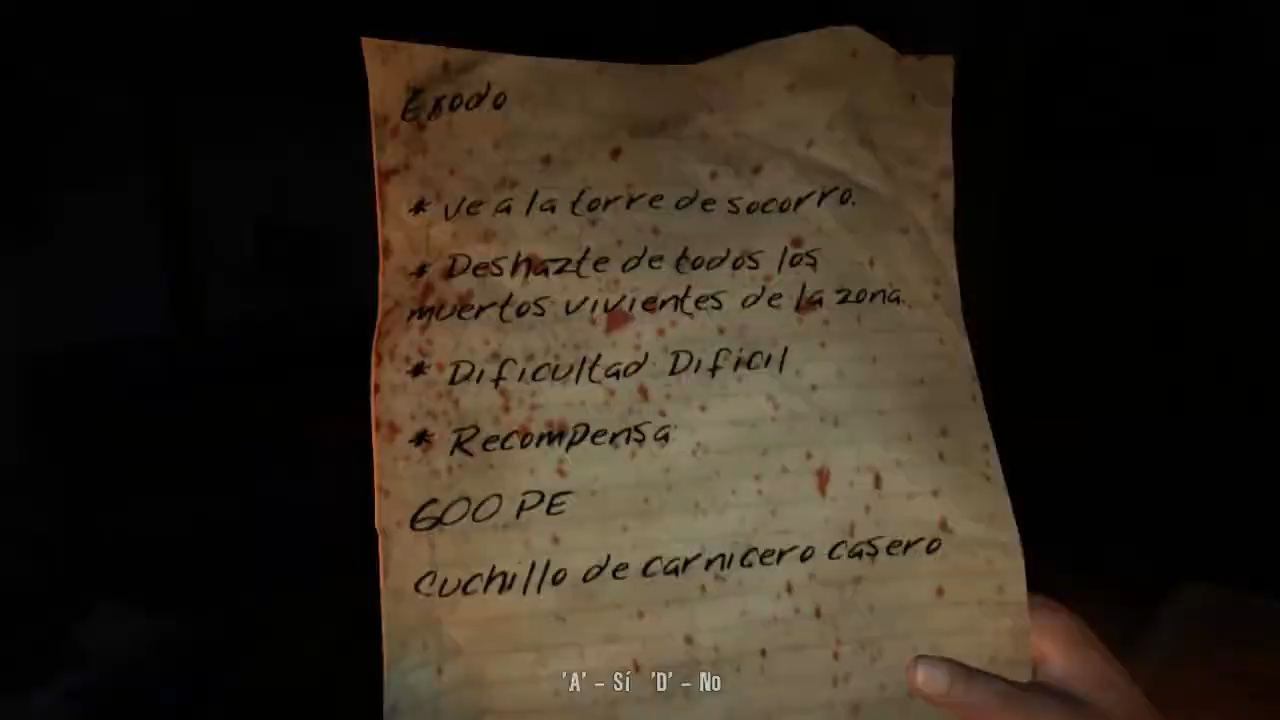 Éxodo
* ve a la torre de socorro.
* Deshazte de todos los
muertos vivientes de la zona.
* Dificultad Dificil
* Recompensa
600 PE
Cuchillo de carnicero casero
'A' – Sí 'D' – No